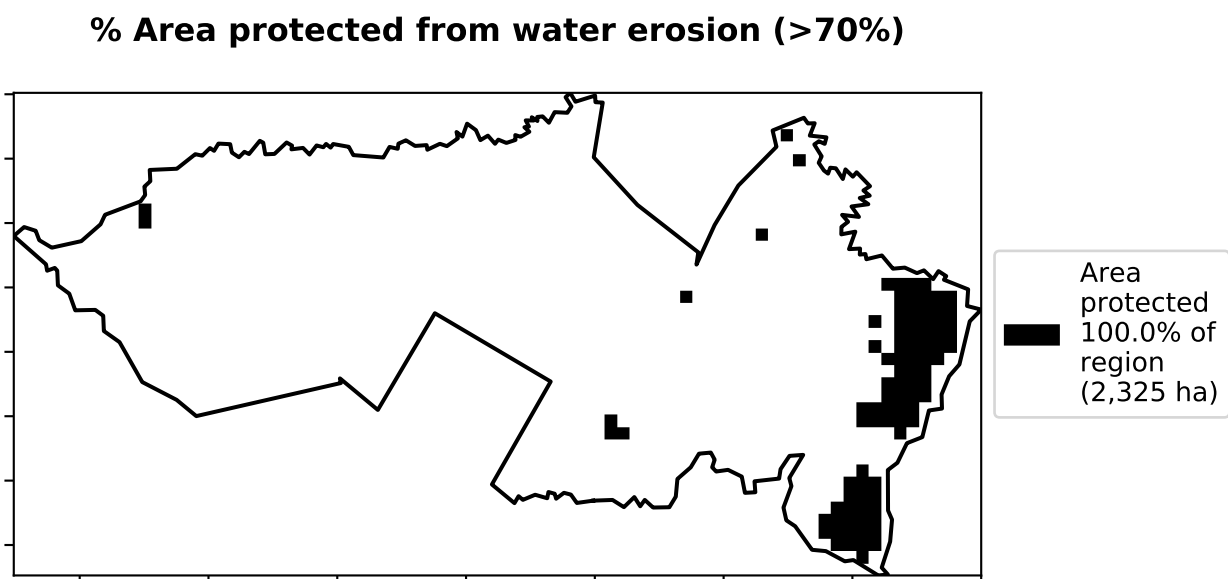 % Area protected from water erosion (>70%)
Area
protected
100.0% of
region
(2,325 ha)